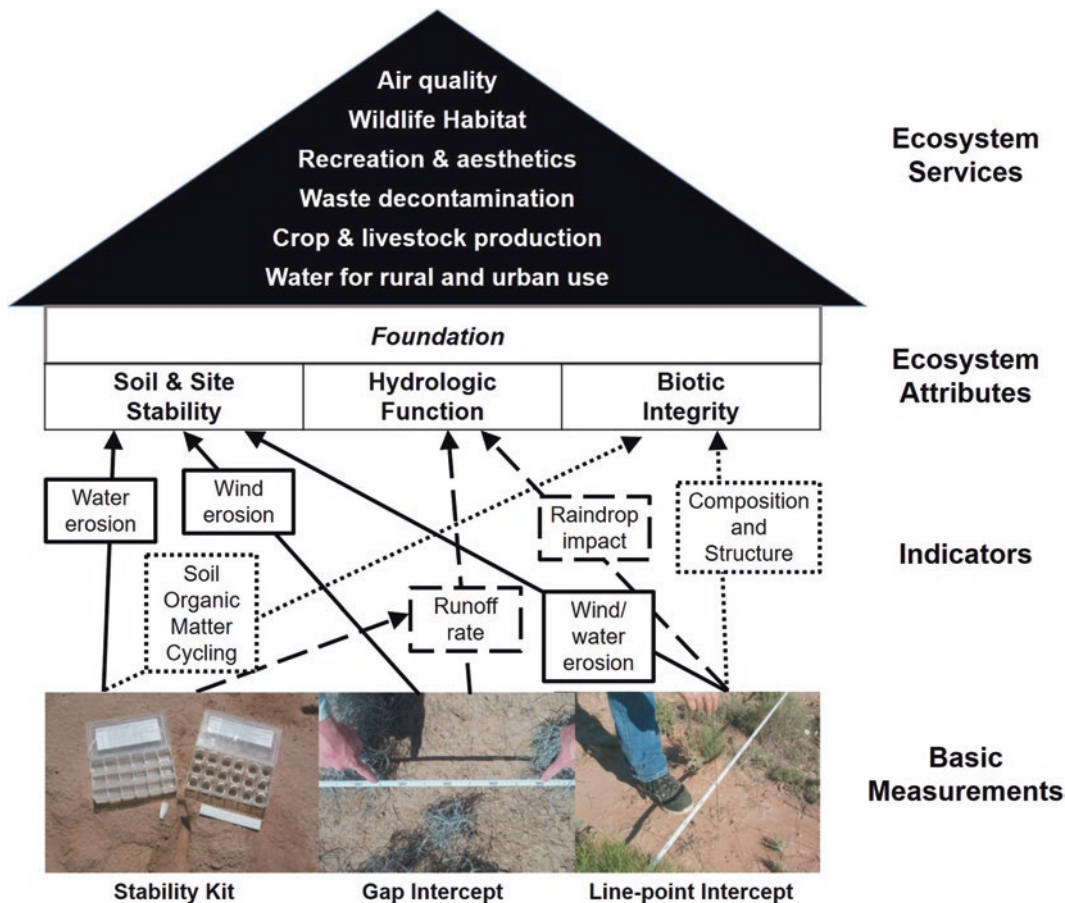 Air quality
Wildlife Habitat
Recreation & aesthetics
Waste decontamination
Crop & livestock production
Water for rural and urban use
Ecosystem
Services
Foundation
Soil & Site
Stability
Hydrologic
Function
Biotic
Integrity
Ecosystem
Attributes
Water
erosion
Wind
erosion
Raindrop
impact
Composition
and
Structure
Soil
Organic
Matter
Cycling
Runoff
rate
Wind/
water
erosion
Indicators
Basic
Measurements
Stability Kit
Gap Intercept
Line-point Intercept